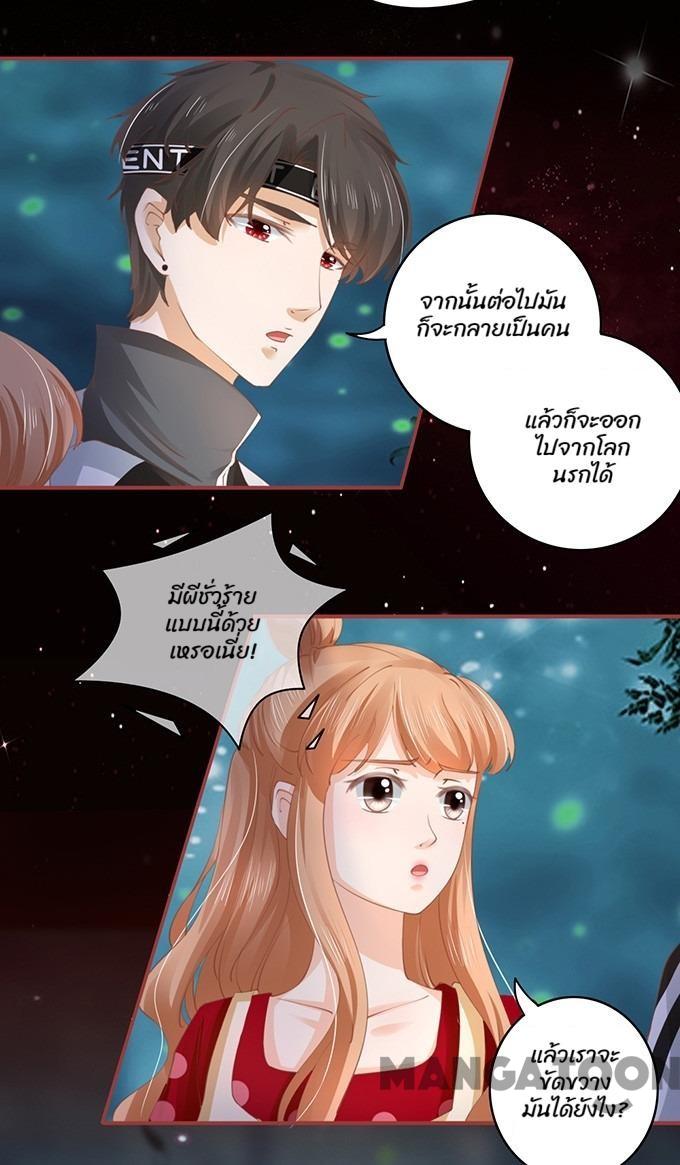 ENT
จากนั้นต่อไปมัน
ก็จะกลายเป็นคน
แล้วก็จะออก
ไปจากโลก
นรกได้
มีผีชั่วร้าย
แบบนี้ด้วย
เหรอเนี่ย!
แล้วเราจะ
ขัดขวาง
มันได้ยังไง?
MANGATOON